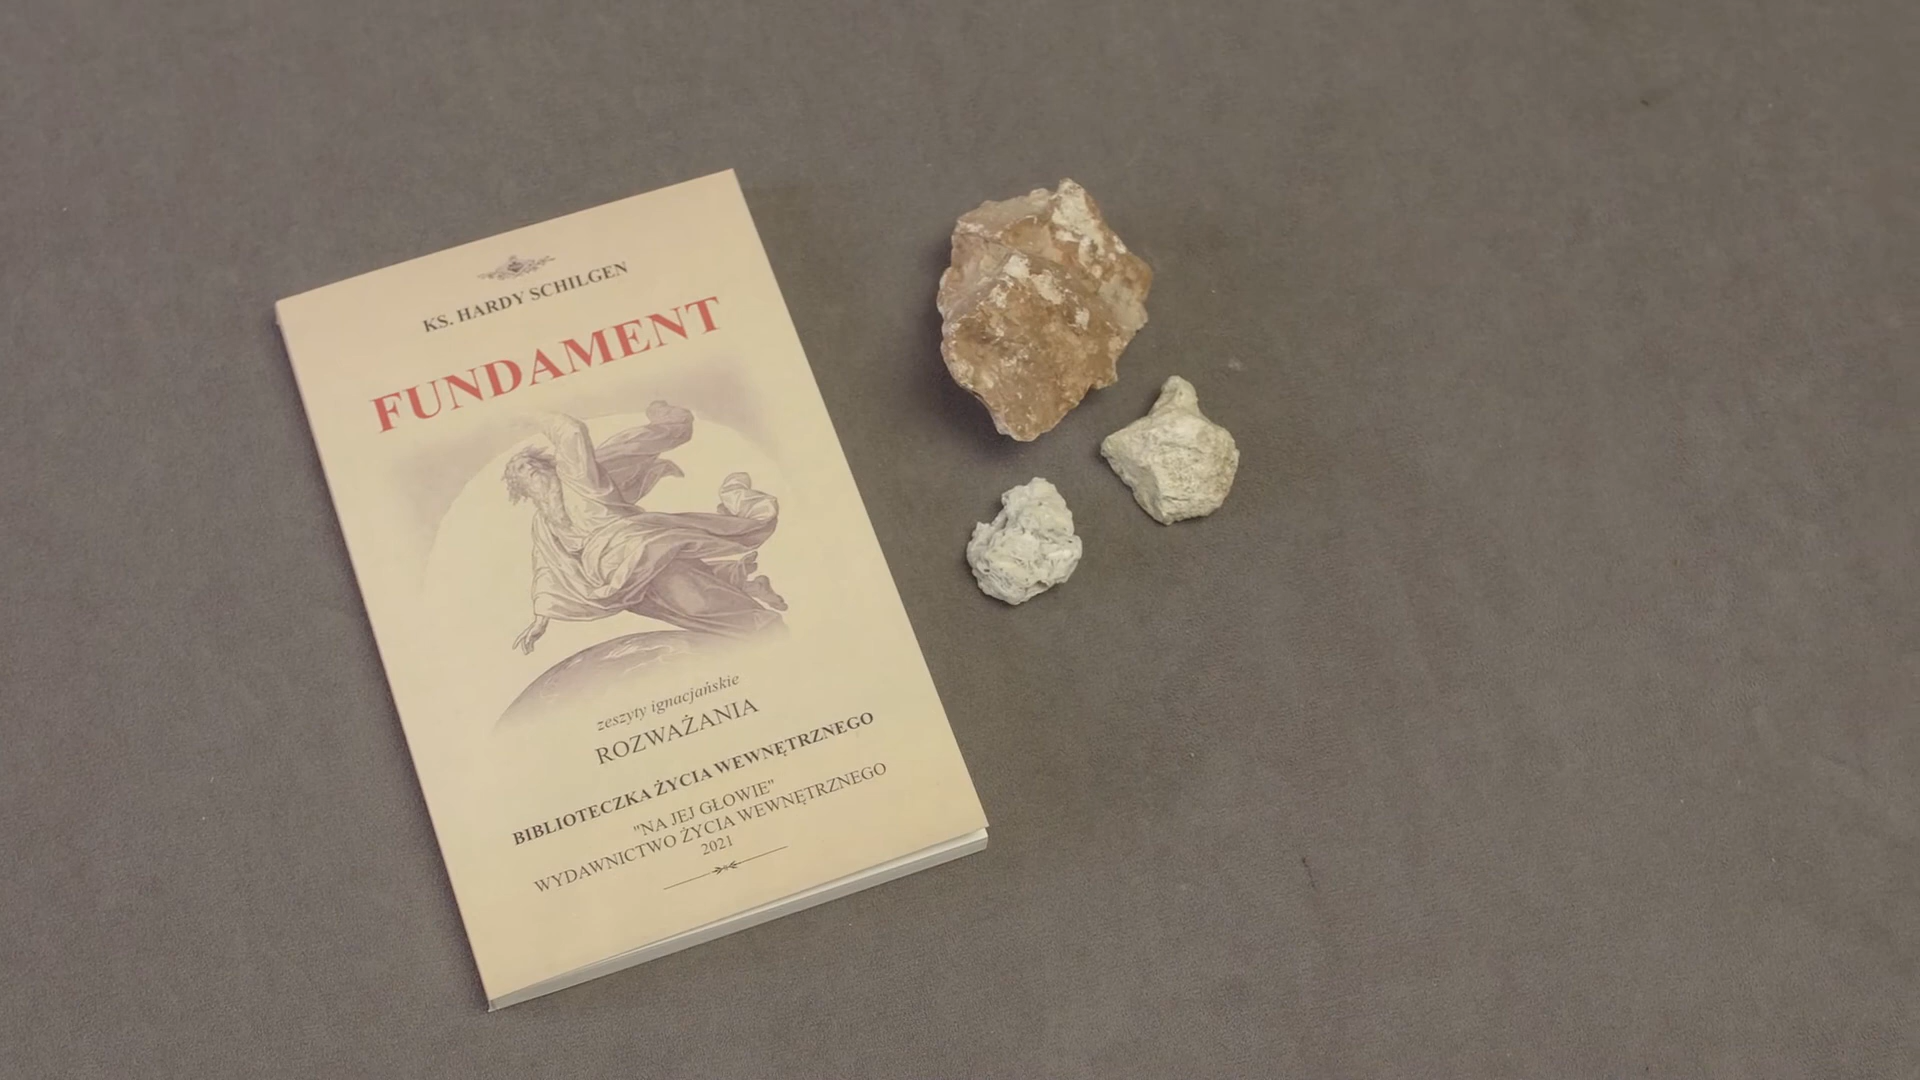 KS. HARDY SCHILGEN
FUNDAMENT
zeszyty ignacjańskie
ROZWAŻANIA
BIBLIOTECZKA ŻYCIA WEWNĘTRZNEGO
"NA JEJ GŁOWIE"
WYDAWNICTWO ŻYCIA WEWNĘTRZNEGO
2021